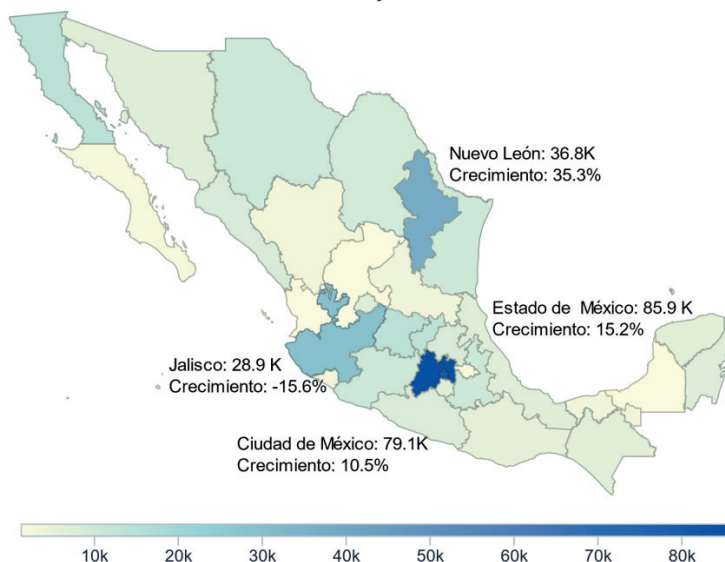 Nuevo León: 36.8K
Crecimiento: 35.3%
Estado de México: 85.9 K
Crecimiento: 15.2%
Jalisco: 28.9 K
Crecimiento: -15.6%
Ciudad de México: 79.1K
Crecimiento: 10.5%
10k 20k 30k 40k 50k 60k 70k 80k